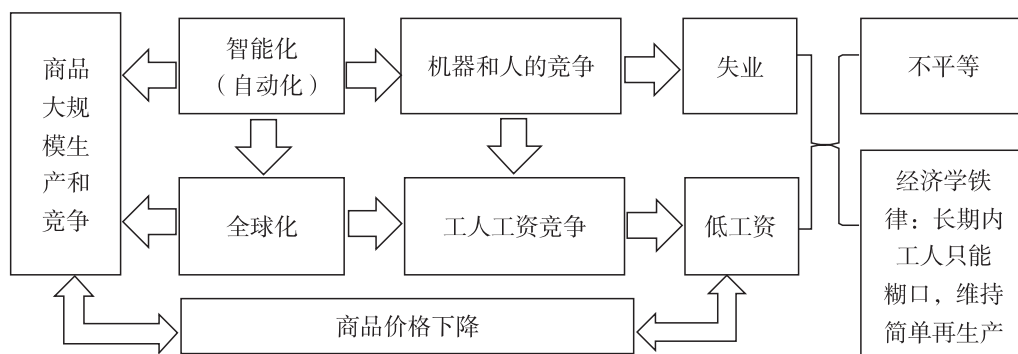 商品
大规
模生
产和
竞争
智能化
（自动化）
机器和人的竞争
失业
不平等
全球化
工人工资竞争
低工资
经济学铁
律：长期内
工人只能
糊口，维持
简单再生产
商品价格下降